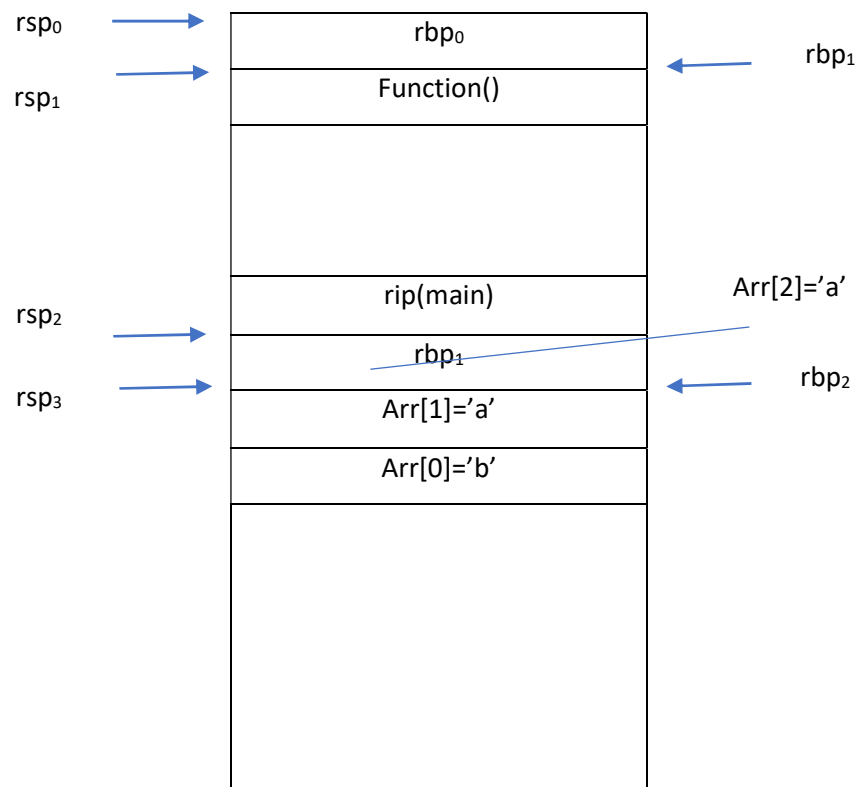 rsp₀
rbp₀
rbp₁
rsp₁
Function()
rip(main)
Arr[2]=’a’
rsp₂
rbp₁
rsp₃
rbp₂
Arr[1]=’a’
Arr[0]=’b’